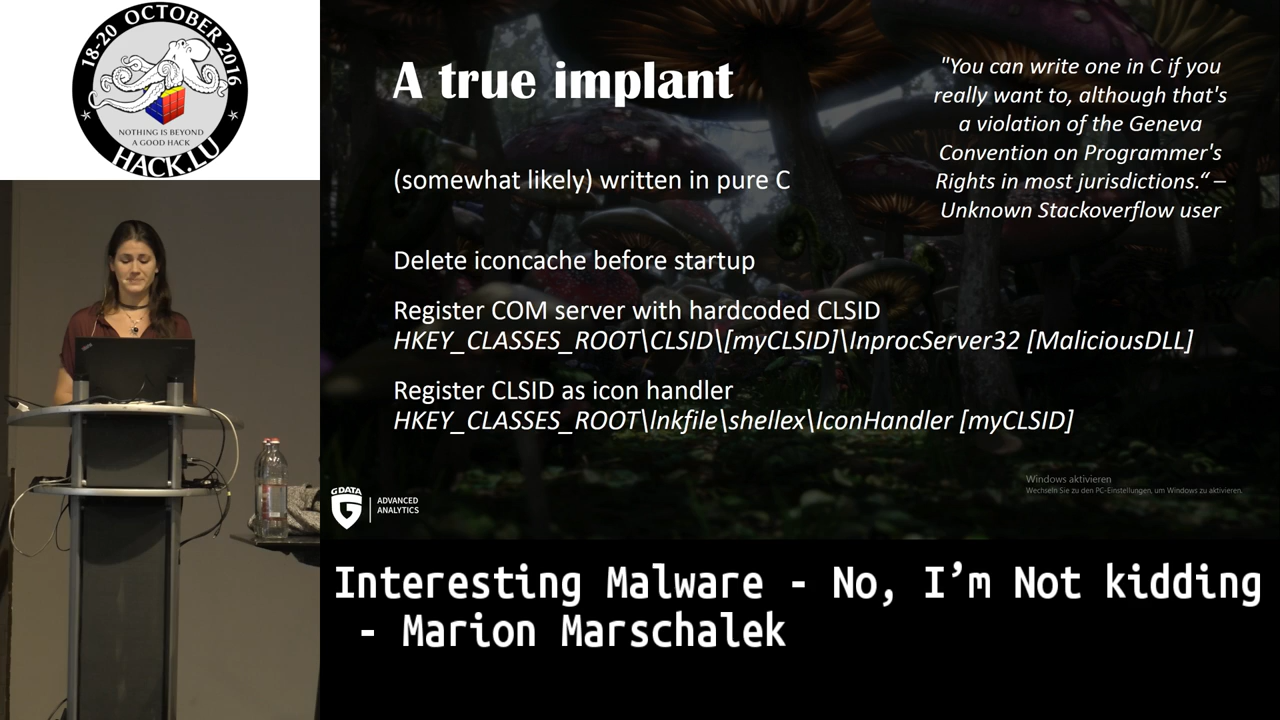 18-20 OCTOBER 2016
NOTHING IS BEYOND
A GOOD HACK
HACK.LU
A true implant
"You can write one in C if you
really want to, although that's
a violation of the Geneva
Convention on Programmer's
Rights in most jurisdictions.“ –
Unknown Stackoverflow user
(somewhat likely) written in pure C
Delete iconcache before startup
Register COM server with hardcoded CLSID
HKEY_CLASSES_ROOT\CLSID\[myCLSID]\InprocServer32 [MaliciousDLL]
Register CLSID as icon handler
HKEY_CLASSES_ROOT\lnkfile\shellex\IconHandler [myCLSID]
Windows aktivieren
Wechseln Sie zu den PC-Einstellungen, um Windows zu aktivieren.
G DATA
ADVANCED
ANALYTICS
Interesting Malware - No, I’m Not kidding
- Marion Marschalek